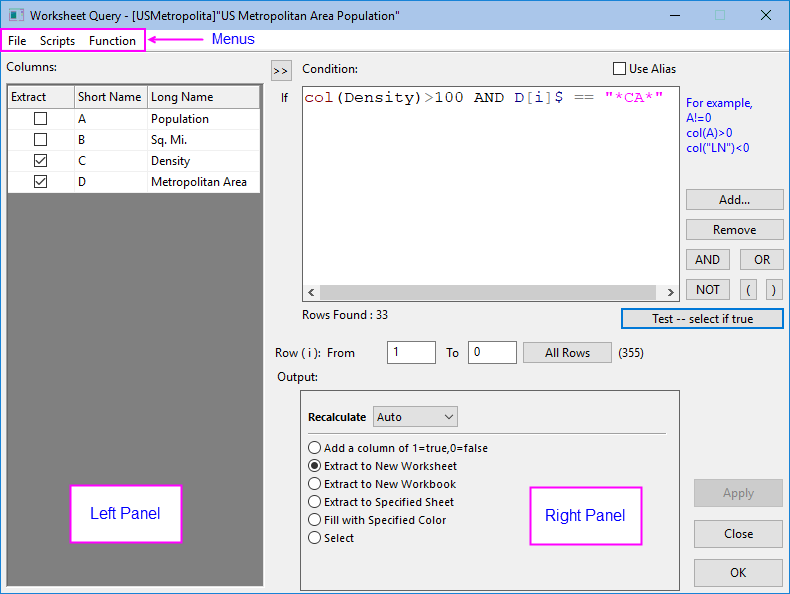 Worksheet Query - [USMetropolita]"US Metropolitan Area Population"
File Scripts Function Menus
Columns:
Extract Short Name Long Name
A Population
B Sq. Mi.
C Density
D Metropolitan Area
Left Panel
>> Condition: Use Alias
If col(Density)>100 AND D[i]$ == "*CA*"
For example,
A!=0
col(A)>0
col("LN")<0
Add...
Remove
AND OR
NOT ( )
Rows Found : 33
Test -- select if true
Row ( i ): From 1 To 0 All Rows (355)
Output:
Recalculate Auto
Add a column of 1=true,0=false
Extract to New Worksheet
Extract to New Workbook
Extract to Specified Sheet
Fill with Specified Color
Select
Right Panel
Apply
Close
OK